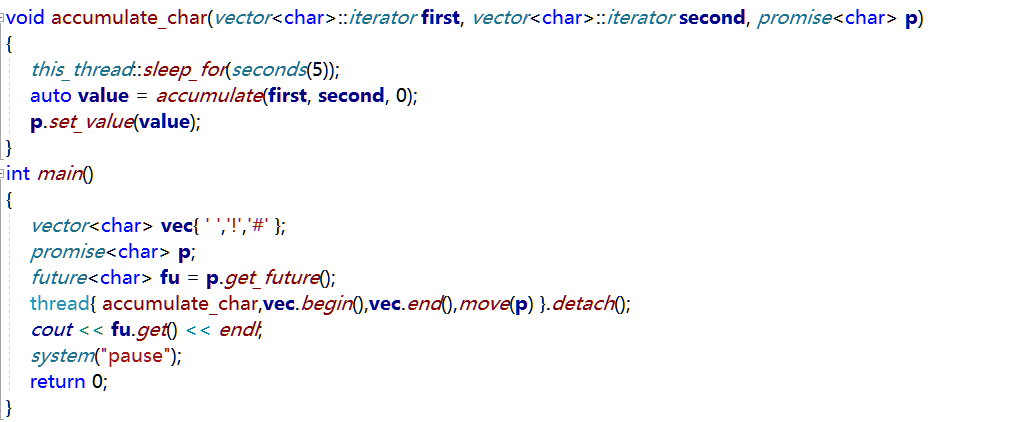 void accumulate_char(vector<char>::iterator first, vector<char>::iterator second, promise<char> p)
{
this_thread::sleep_for(seconds(5));
auto value = accumulate(first, second, 0);
p.set_value(value);
}
int main()
{
vector<char> vec{ ' ','!','#' };
promise<char> p;
future<char> fu = p.get_future();
thread{ accumulate_char,vec.begin(),vec.end(),move(p) }.detach();
cout << fu.get() << endl;
system("pause");
return 0;
}